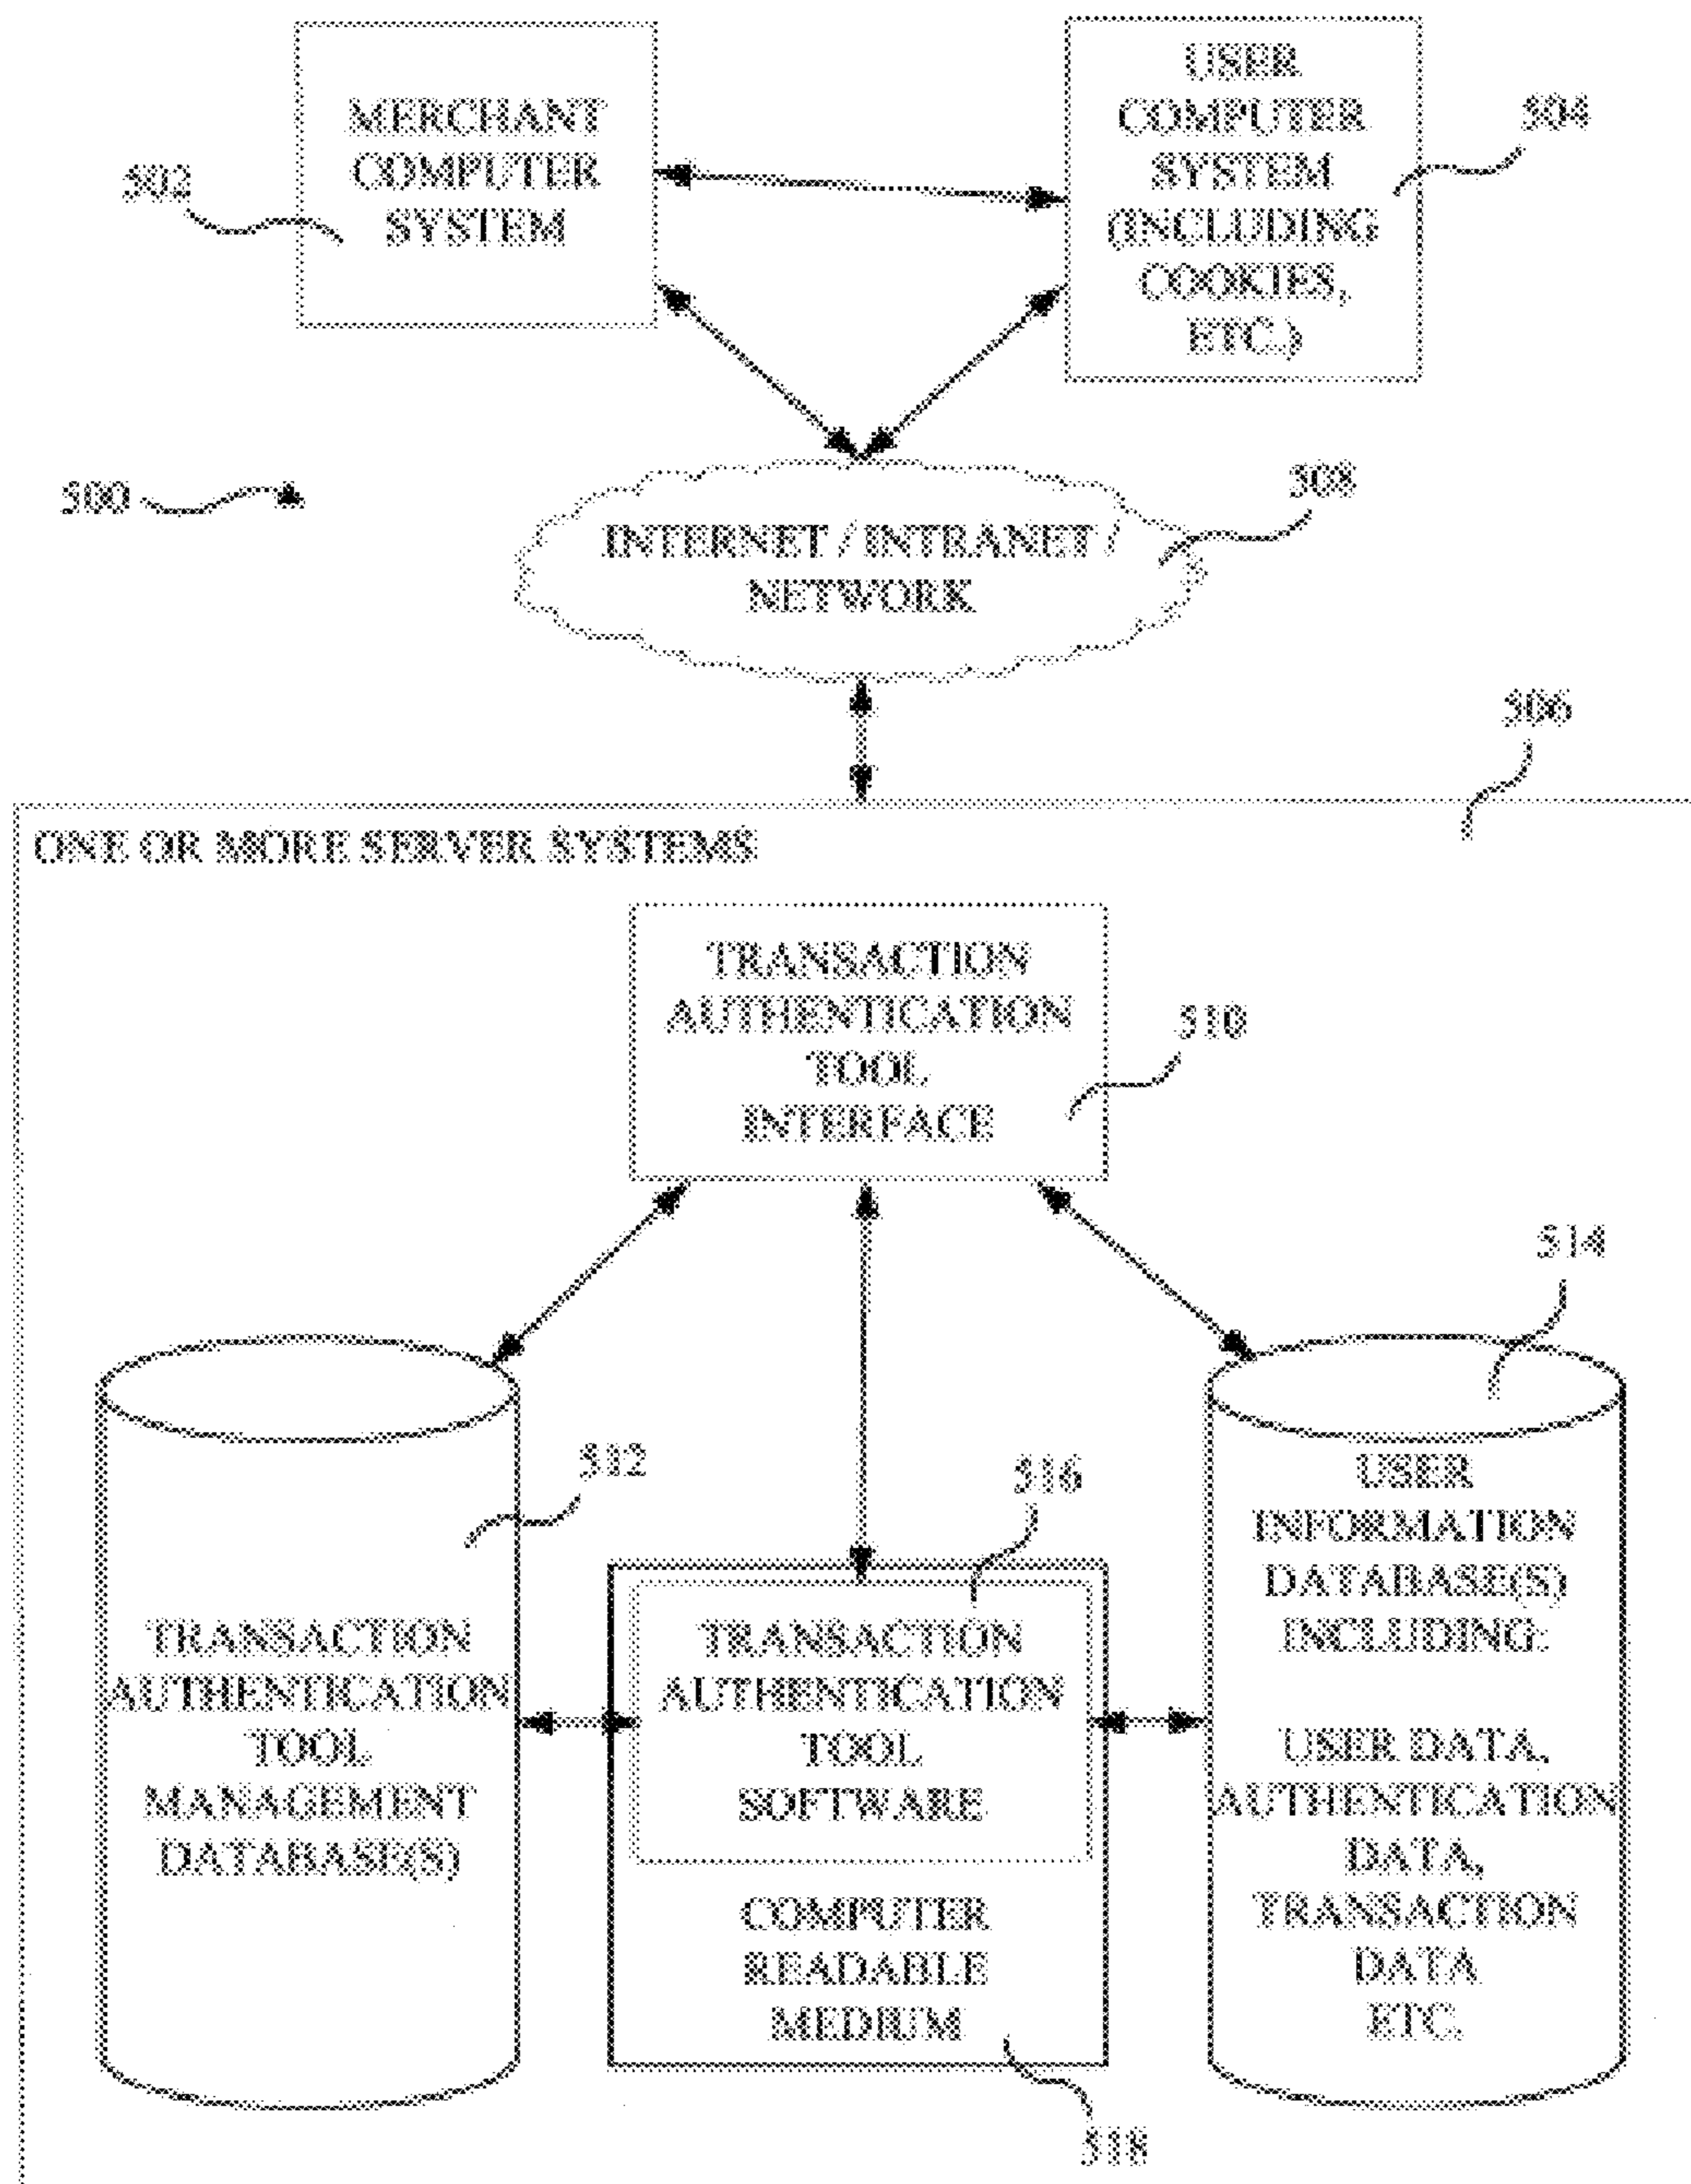 MERCHANT
COMPUTER
SYSTEM
502
USER
COMPUTER
SYSTEM
(INCLUDING
COOKIES,
ETC.)
504
500
INTERNET / INTRANET /
NETWORK
508
506
ONE OR MORE SERVER SYSTEMS
TRANSACTION
AUTHENTICATION
TOOL
INTERFACE
510
514
512
TRANSACTION
AUTHENTICATION
TOOL
MANAGEMENT
DATABASE(S)
516
TRANSACTION
AUTHENTICATION
TOOL
SOFTWARE
COMPUTER
READABLE
MEDIUM
518
USER
INFORMATION
DATABASE(S)
INCLUDING:
USER DATA,
AUTHENTICATION
DATA,
TRANSACTION
DATA
ETC.